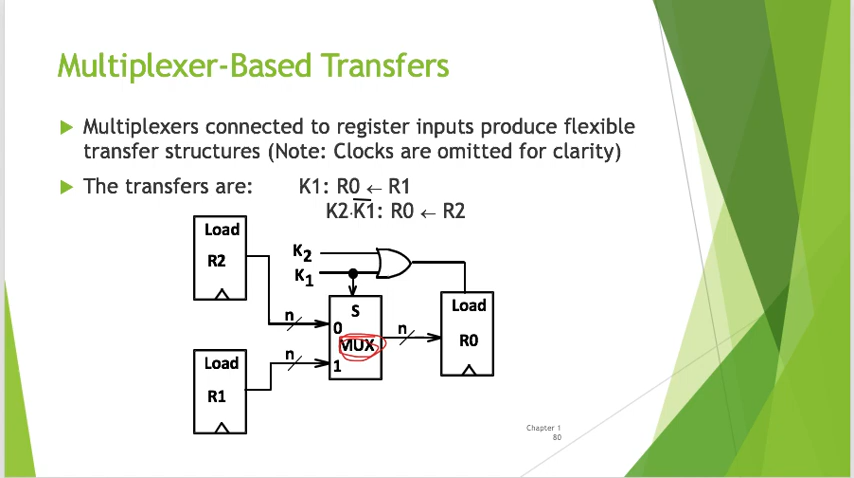 Multiplexer-Based Transfers
Multiplexers connected to register inputs produce flexible
transfer structures (Note: Clocks are omitted for clarity)
The transfers are: K1: R0 ← R1
K2·K̅1̅: R0 ← R2
Load
R2
K₂
K₁
S
n
0
MUX
n
Load
R0
Load
R1
n
1
Chapter 1
80